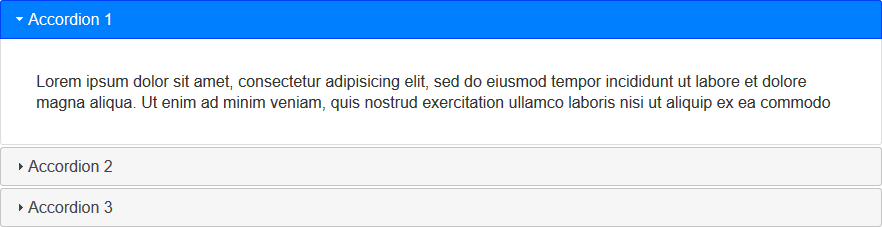 Accordion 1
Lorem ipsum dolor sit amet, consectetur adipisicing elit, sed do eiusmod tempor incididunt ut labore et dolore
magna aliqua. Ut enim ad minim veniam, quis nostrud exercitation ullamco laboris nisi ut aliquip ex ea commodo
Accordion 2
Accordion 3